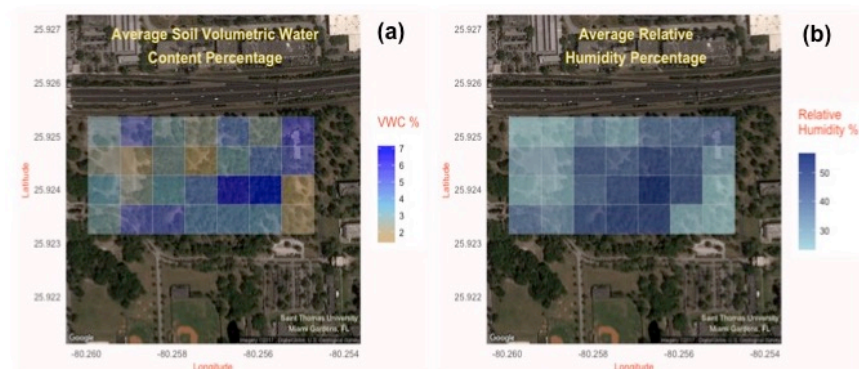 Average Soil Volumetric Water
Content Percentage
(a)
25.927
25.926
25.925
25.924
25.923
25.922
Latitude
-80.260
-80.258
-80.256
-80.254
Longitude
VWC %
7
6
5
4
3
2
Saint Thomas University
Miami Gardens, FL
Google
Average Relative
Humidity Percentage
(b)
25.927
25.926
25.925
25.924
25.923
25.922
Latitude
-80.260
-80.258
-80.256
-80.254
Longitude
Relative
Humidity %
50
40
30
Saint Thomas University
Miami Gardens, FL
Google